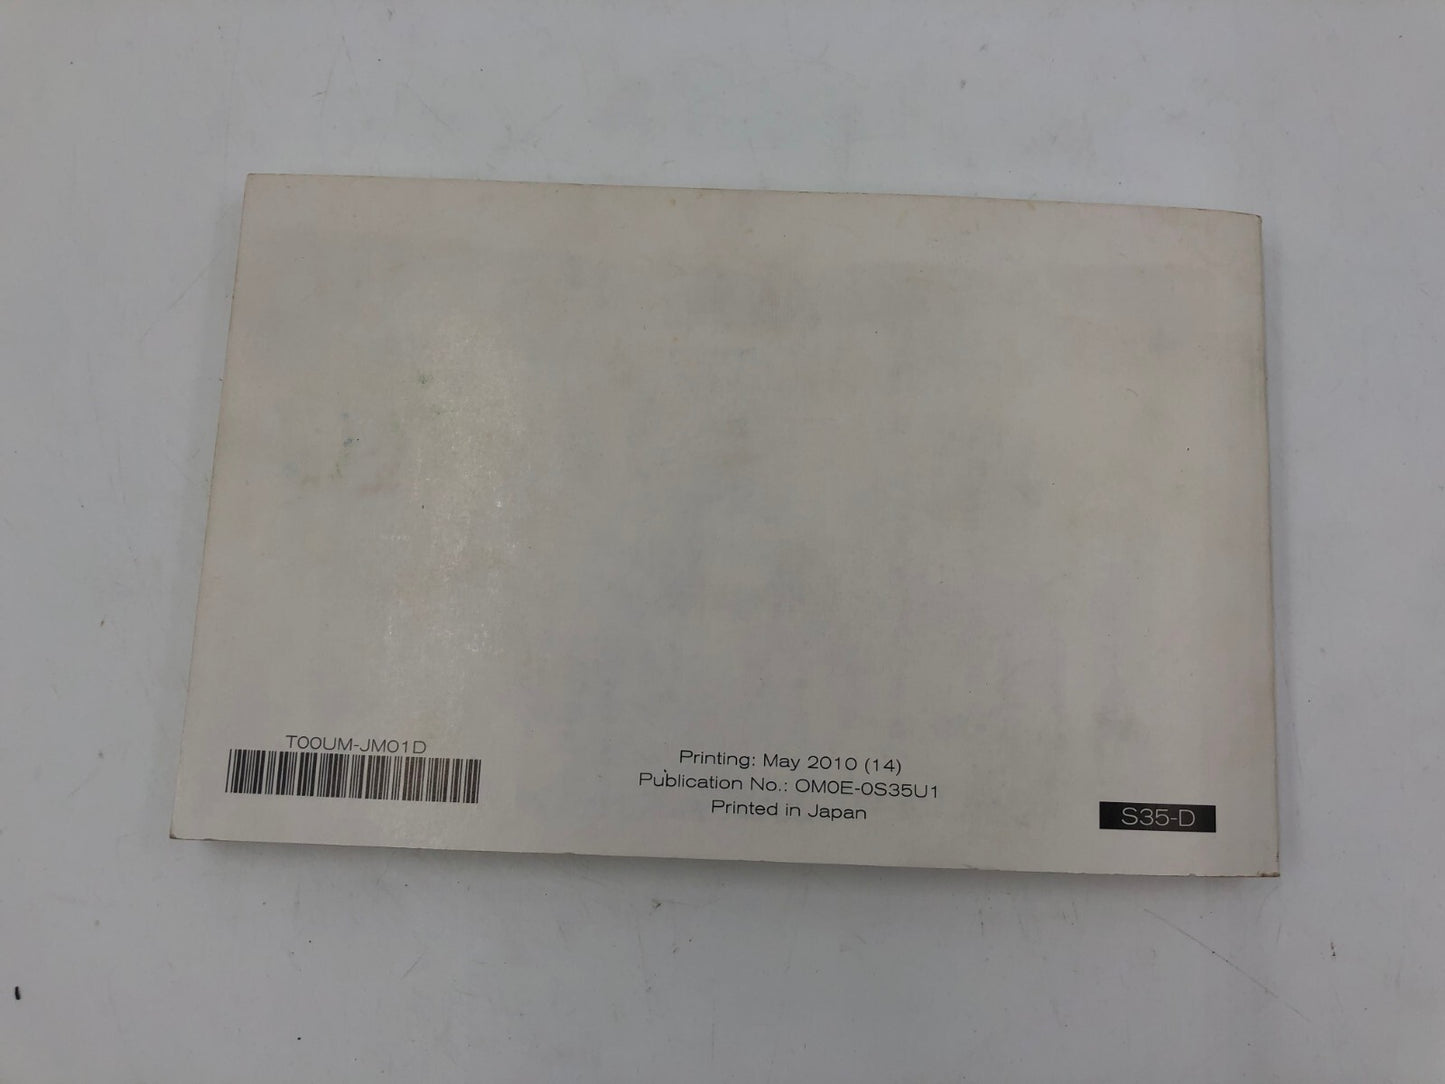 T00UM-JM01D
Printing: May 2010 (14)
Publication No.: OM0E-0S35U1
Printed in Japan
S35-D